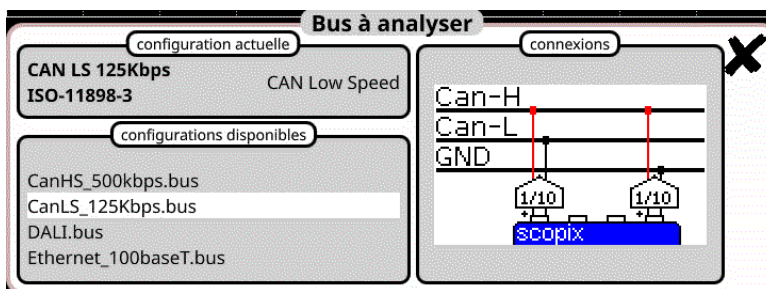 Bus à analyser
configuration actuelle
CAN LS 125Kbps
ISO-11898-3
CAN Low Speed
configurations disponibles
CanHS_500kbps.bus
CanLS_125Kbps.bus
DALI.bus
Ethernet_100baseT.bus
connexions
Can-H
Can-L
GND
1/10 1/10
+ +
scopix